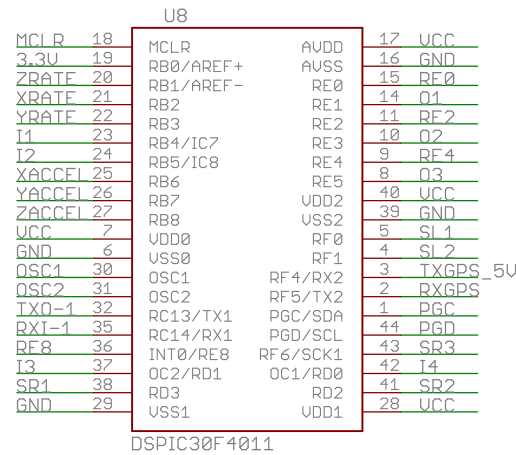 U8
MCLR 18 MCLR AVDD 17 VCC
3.3V 19 RB0/AREF+ AVSS 16 GND
ZRATE 20 RB1/AREF- RE0 15 RE0
XRATE 21 RB2 RE1 14 O1
YRATE 22 RB3 RE2 11 RE2
I1 23 RB4/IC7 RE3 10 O2
I2 24 RB5/IC8 RE4 9 RE4
XACCEL 25 RB6 RE5 8 O3
YACCEL 26 RB7 VDD2 40 VCC
ZACCEL 27 RB8 VSS2 39 GND
VCC 7 VDD0 RF0 5 SL1
GND 6 VSS0 RF1 4 SL2
OSC1 30 OSC1 RF4/RX2 3 TXGPS_5V
OSC2 31 OSC2 RF5/TX2 2 RXGPS
TXO-1 32 RC13/TX1 PGC/SDA 1 PGC
RXI-1 35 RC14/RX1 PGD/SCL 44 PGD
RE8 36 INT0/RE8 RF6/SCK1 43 SR3
I3 37 OC2/RD1 OC1/RD0 42 I4
SR1 38 RD3 RD2 41 SR2
GND 29 VSS1 VDD1 28 VCC
DSPIC30F4011